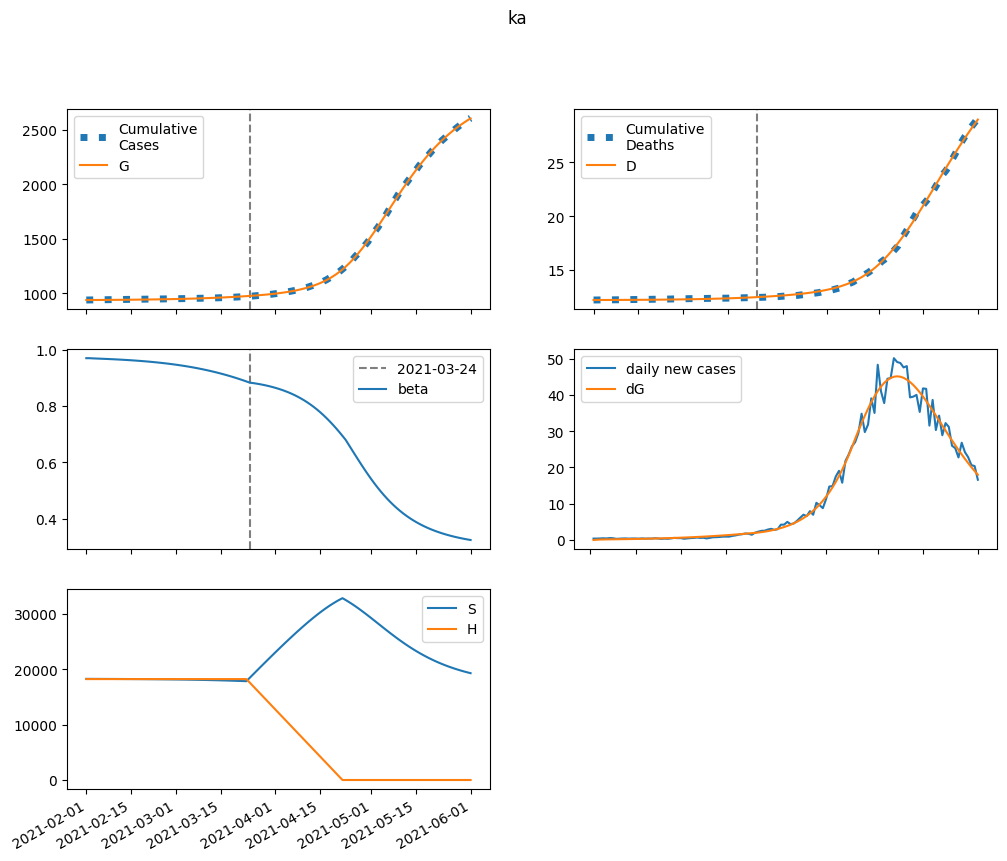 ka
Cumulative
Cases
G
2500
2000
1500
1000
Cumulative
Deaths
D
25
20
15
1.0
0.8
0.6
0.4
2021-03-24
beta
daily new cases
dG
50
40
30
20
10
0
S
H
30000
20000
10000
0
2021-02-01
2021-02-15
2021-03-01
2021-03-15
2021-04-01
2021-04-15
2021-05-01
2021-05-15
2021-06-01